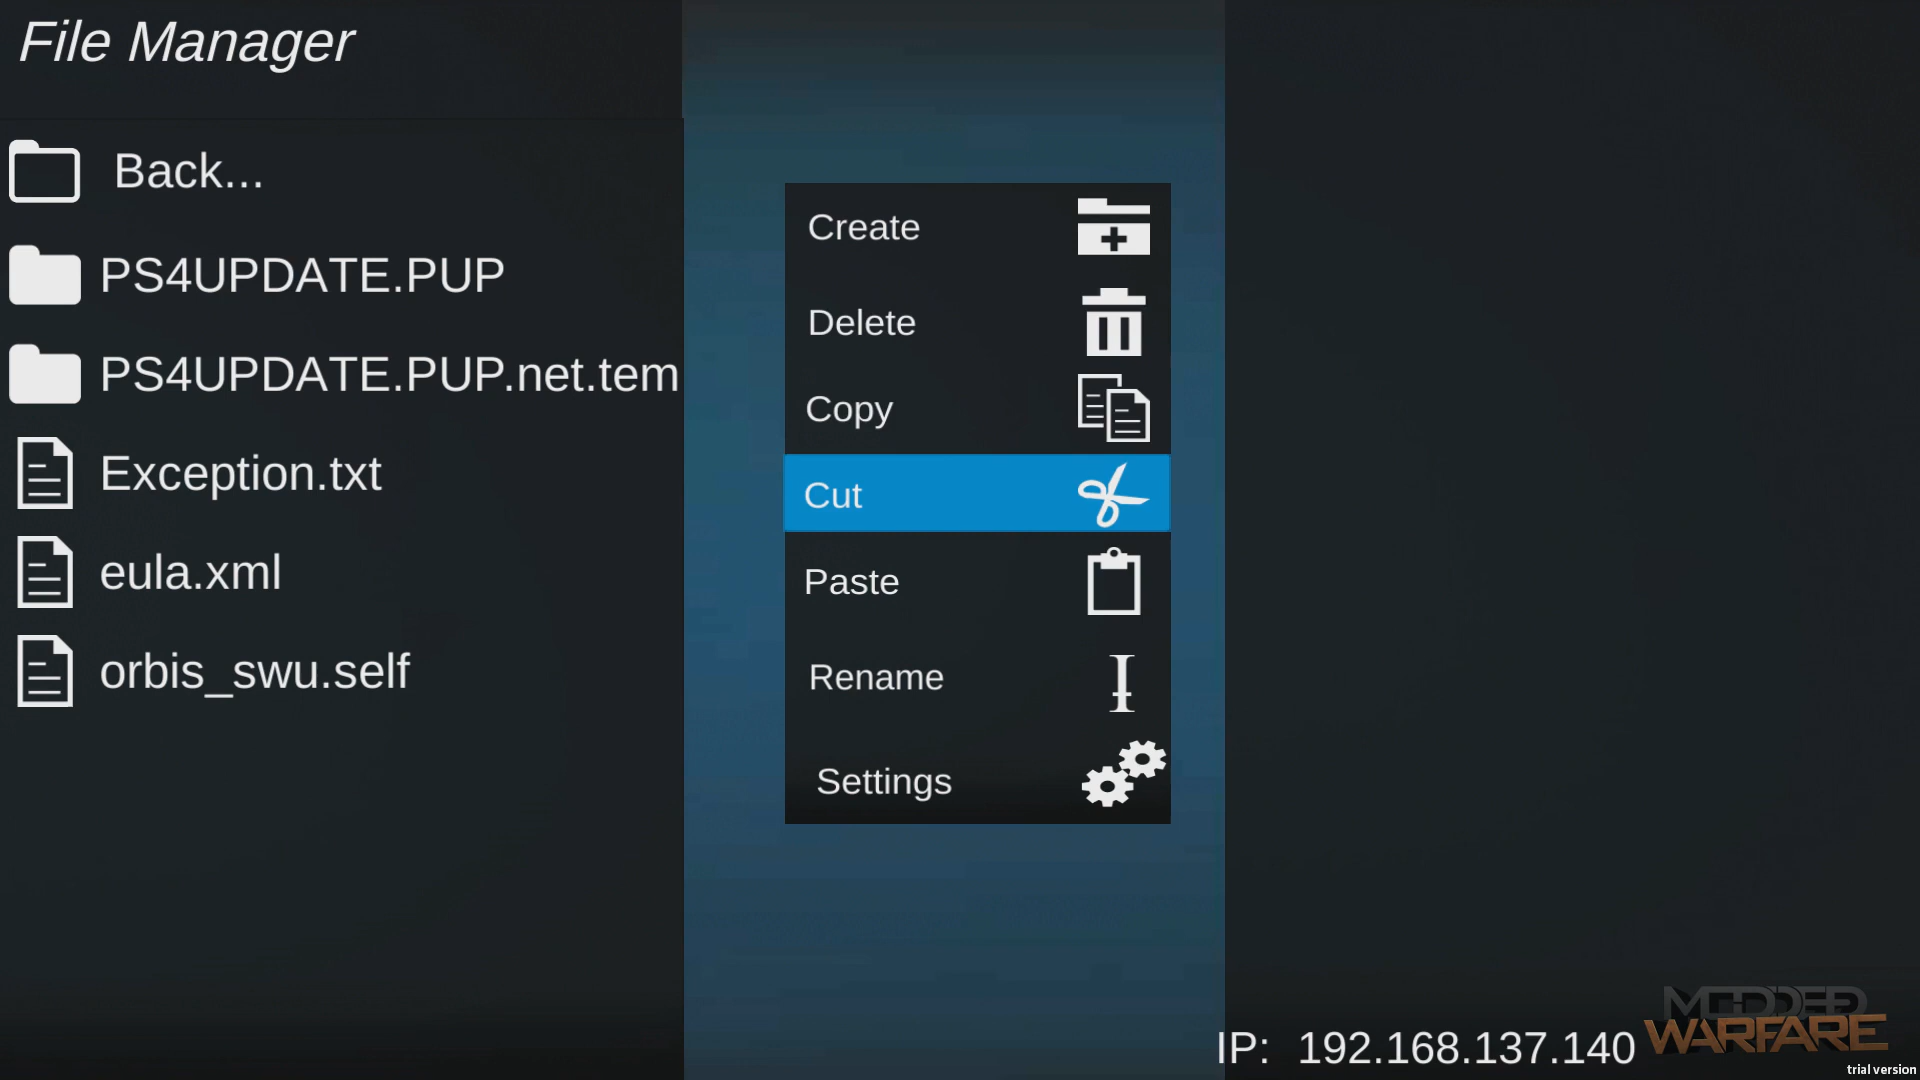 File Manager
Back...
PS4UPDATE.PUP
PS4UPDATE.PUP.net.tem
Exception.txt
eula.xml
orbis_swu.self
Create
Delete
Copy
Cut
Paste
Rename
Settings
IP: 192.168.137.140
MODDED
WARFARE
trial version